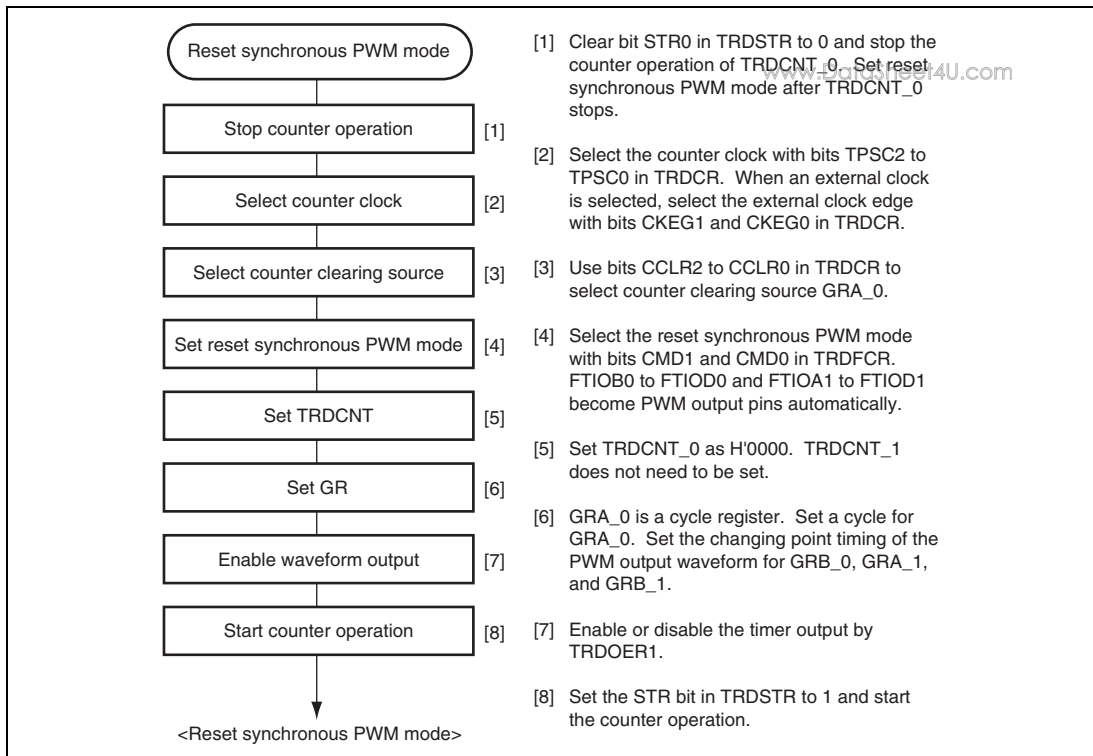 Reset synchronous PWM mode
Stop counter operation
[1]
Select counter clock
[2]
Select counter clearing source
[3]
Set reset synchronous PWM mode
[4]
Set TRDCNT
[5]
Set GR
[6]
Enable waveform output
[7]
Start counter operation
[8]
<Reset synchronous PWM mode>
[1] Clear bit STR0 in TRDSTR to 0 and stop the
counter operation of TRDCNT_0. Set reset
synchronous PWM mode after TRDCNT_0
stops.
www.DataSheet4U.com
[2] Select the counter clock with bits TPSC2 to
TPSC0 in TRDCR. When an external clock
is selected, select the external clock edge
with bits CKEG1 and CKEG0 in TRDCR.
[3] Use bits CCLR2 to CCLR0 in TRDCR to
select counter clearing source GRA_0.
[4] Select the reset synchronous PWM mode
with bits CMD1 and CMD0 in TRDFCR.
FTIOB0 to FTIOD0 and FTIOA1 to FTIOD1
become PWM output pins automatically.
[5] Set TRDCNT_0 as H'0000. TRDCNT_1
does not need to be set.
[6] GRA_0 is a cycle register. Set a cycle for
GRA_0. Set the changing point timing of the
PWM output waveform for GRB_0, GRA_1,
and GRB_1.
[7] Enable or disable the timer output by
TRDOER1.
[8] Set the STR bit in TRDSTR to 1 and start
the counter operation.